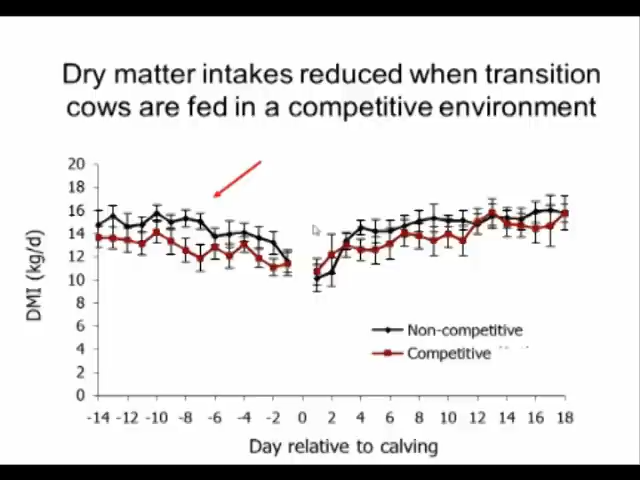 Dry matter intakes reduced when transition
cows are fed in a competitive environment
20
18
16
14
12
10
8
6
4
2
0
DMI (kg/d)
Non-competitive
Competitive
-14 -12 -10 -8 -6 -4 -2 0 2 4 6 8 10 12 14 16 18
Day relative to calving